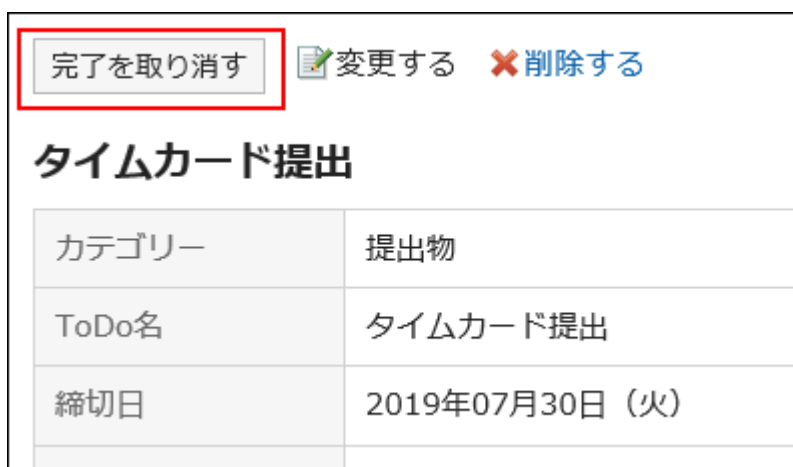 完了を取り消す 変更する 削除する
タイムカード提出
カテゴリー 提出物
ToDo名 タイムカード提出
締切日 2019年07月30日（火）